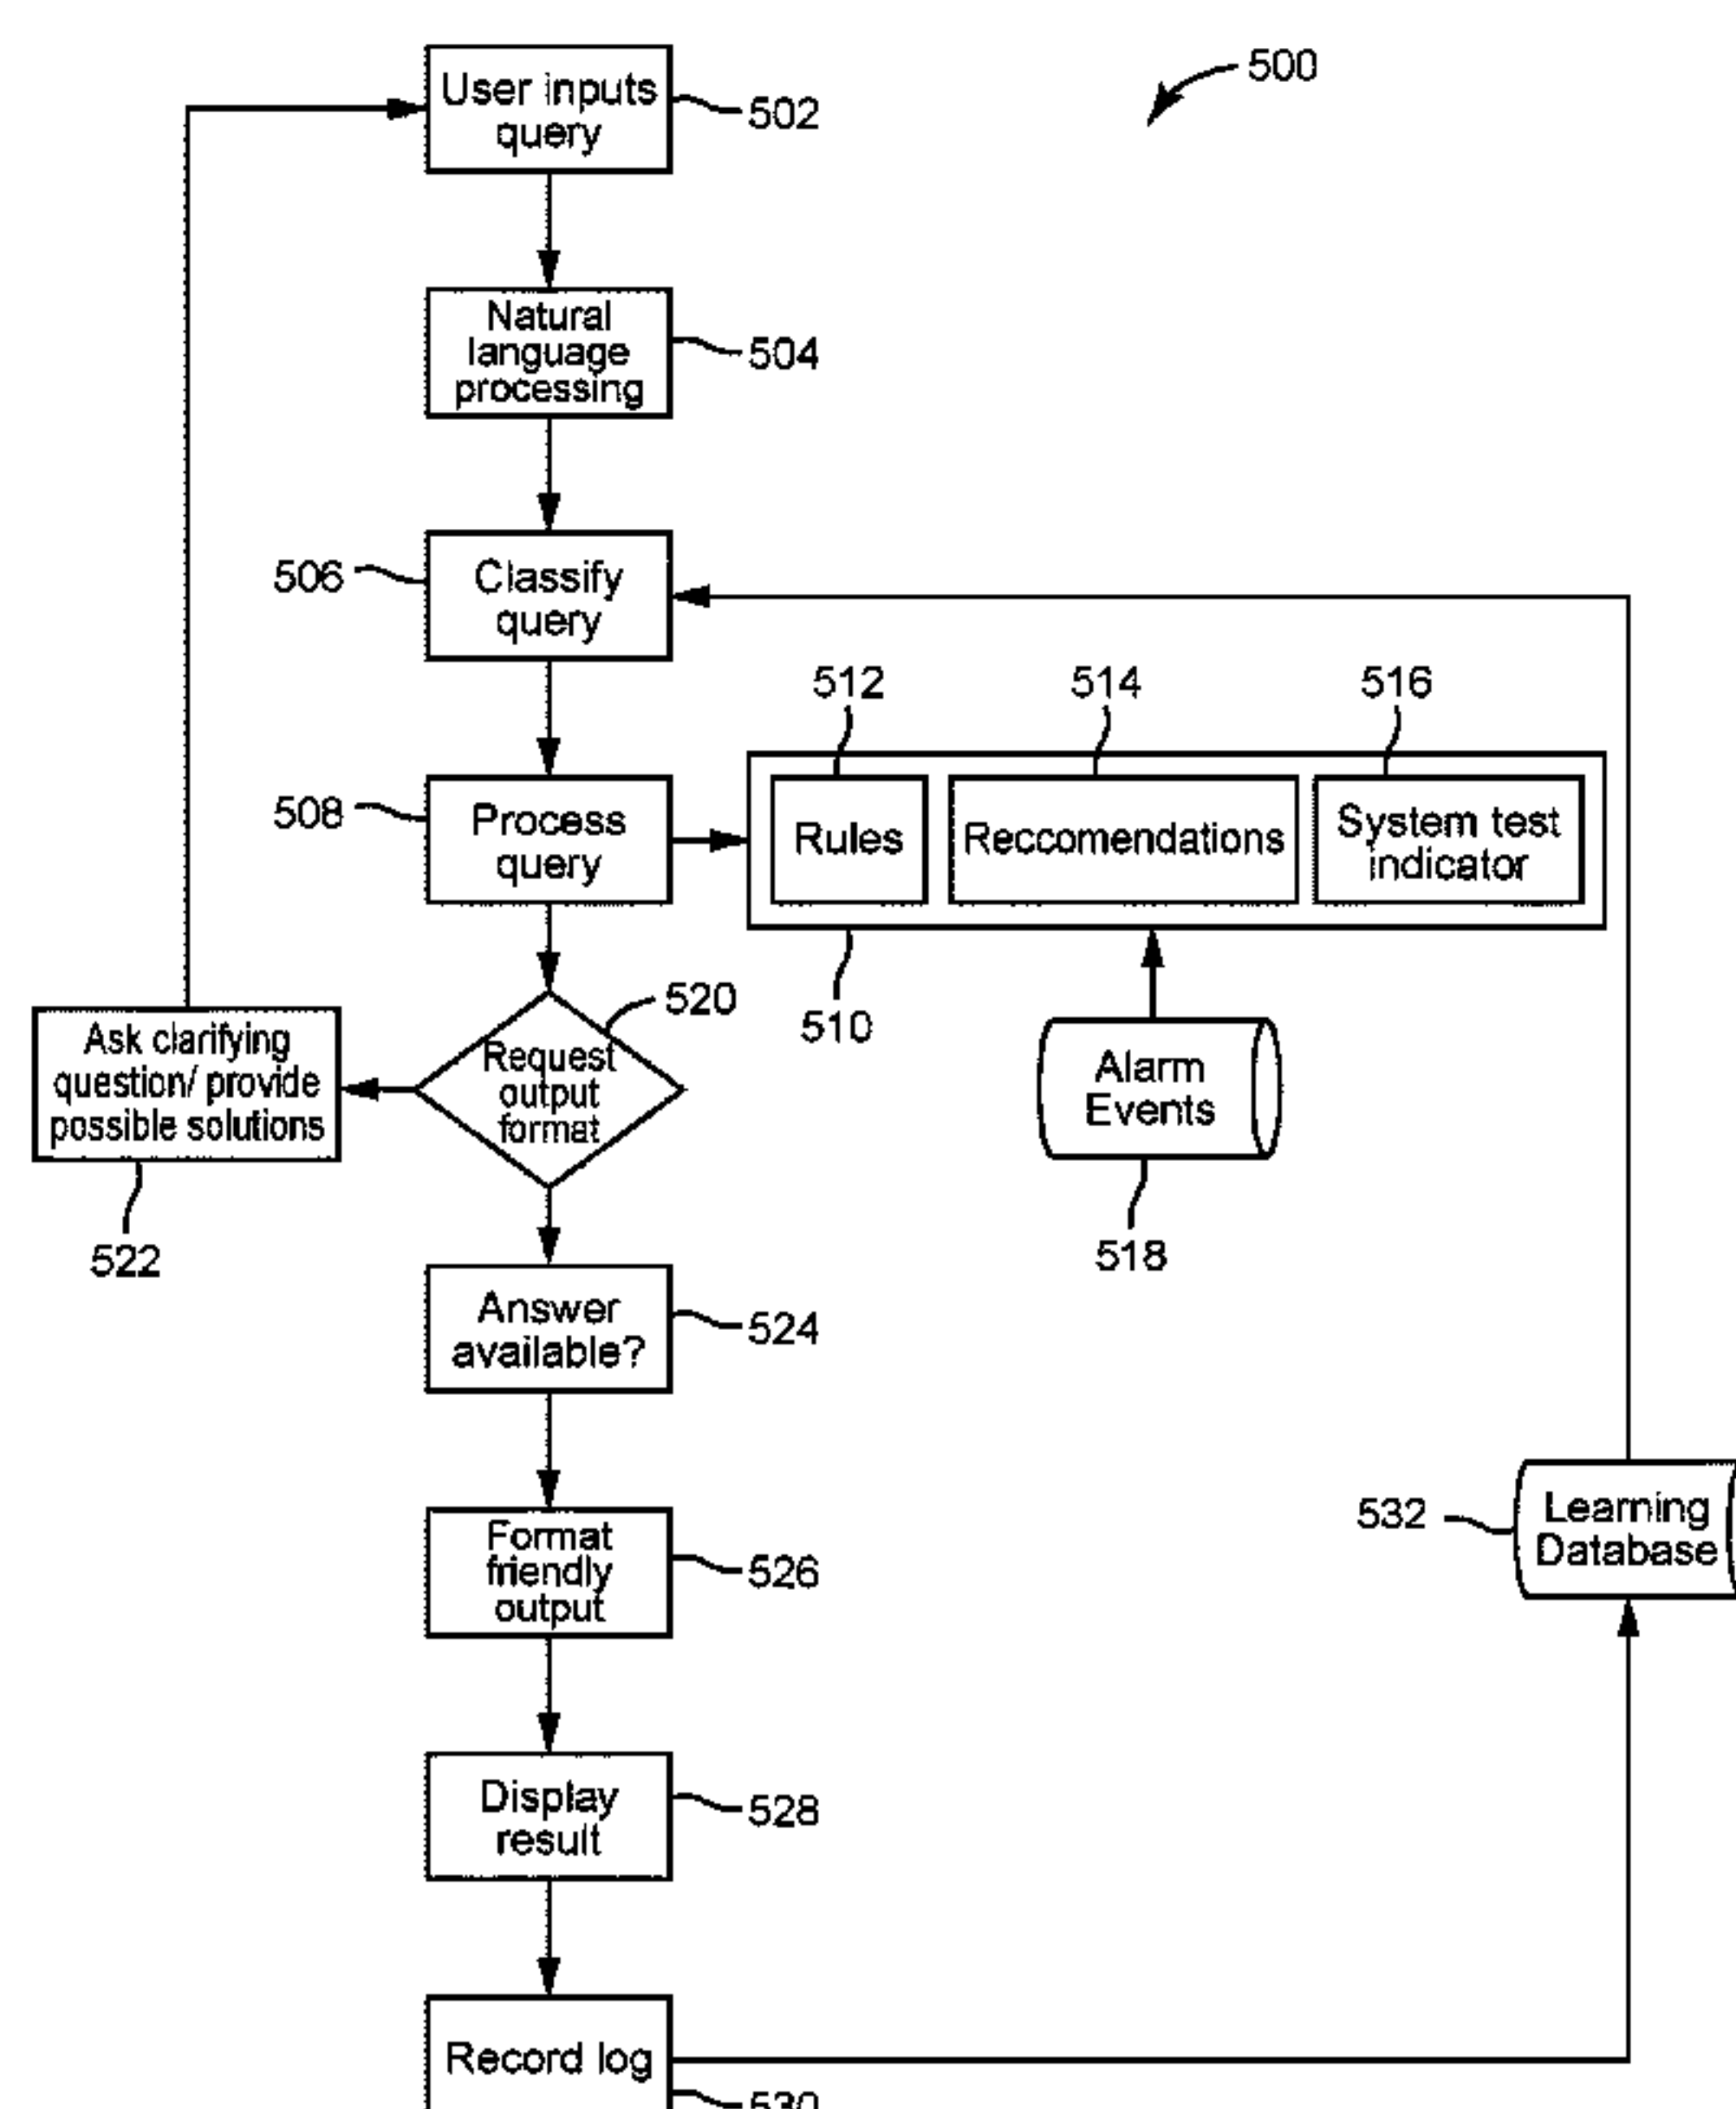 500
User inputs
query
502
Natural
language
processing
504
506
Classify
query
512
514
516
508
Process
query
Rules
Reccomendations
System test
indicator
510
520
Request
output
format
Ask clarifying
question/ provide
possible solutions
522
Alarm
Events
518
Answer
available?
524
532
Learning
Database
Format
friendly
output
526
Display
result
528
Record log
530